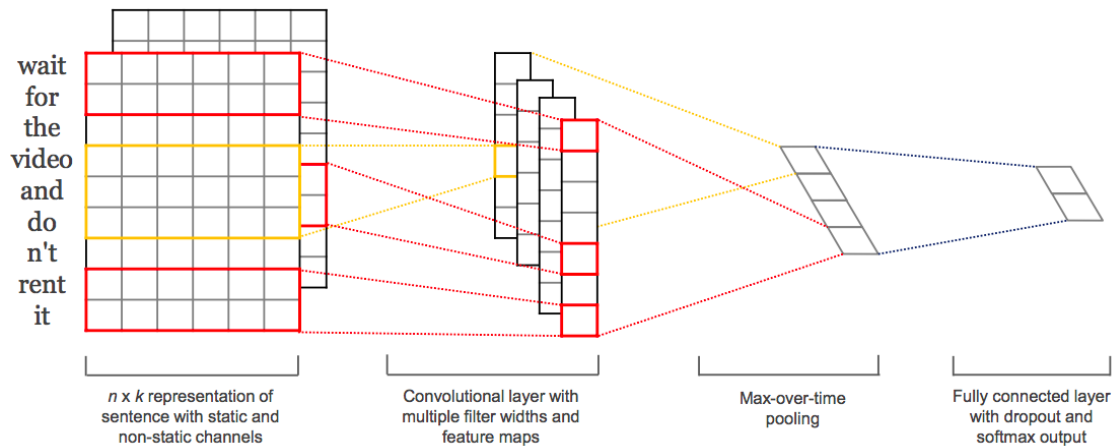 wait
for
the
video
and
do
n't
rent
it
n x k representation of
sentence with static and
non-static channels
Convolutional layer with
multiple filter widths and
feature maps
Max-over-time
pooling
Fully connected layer
with dropout and
softmax output